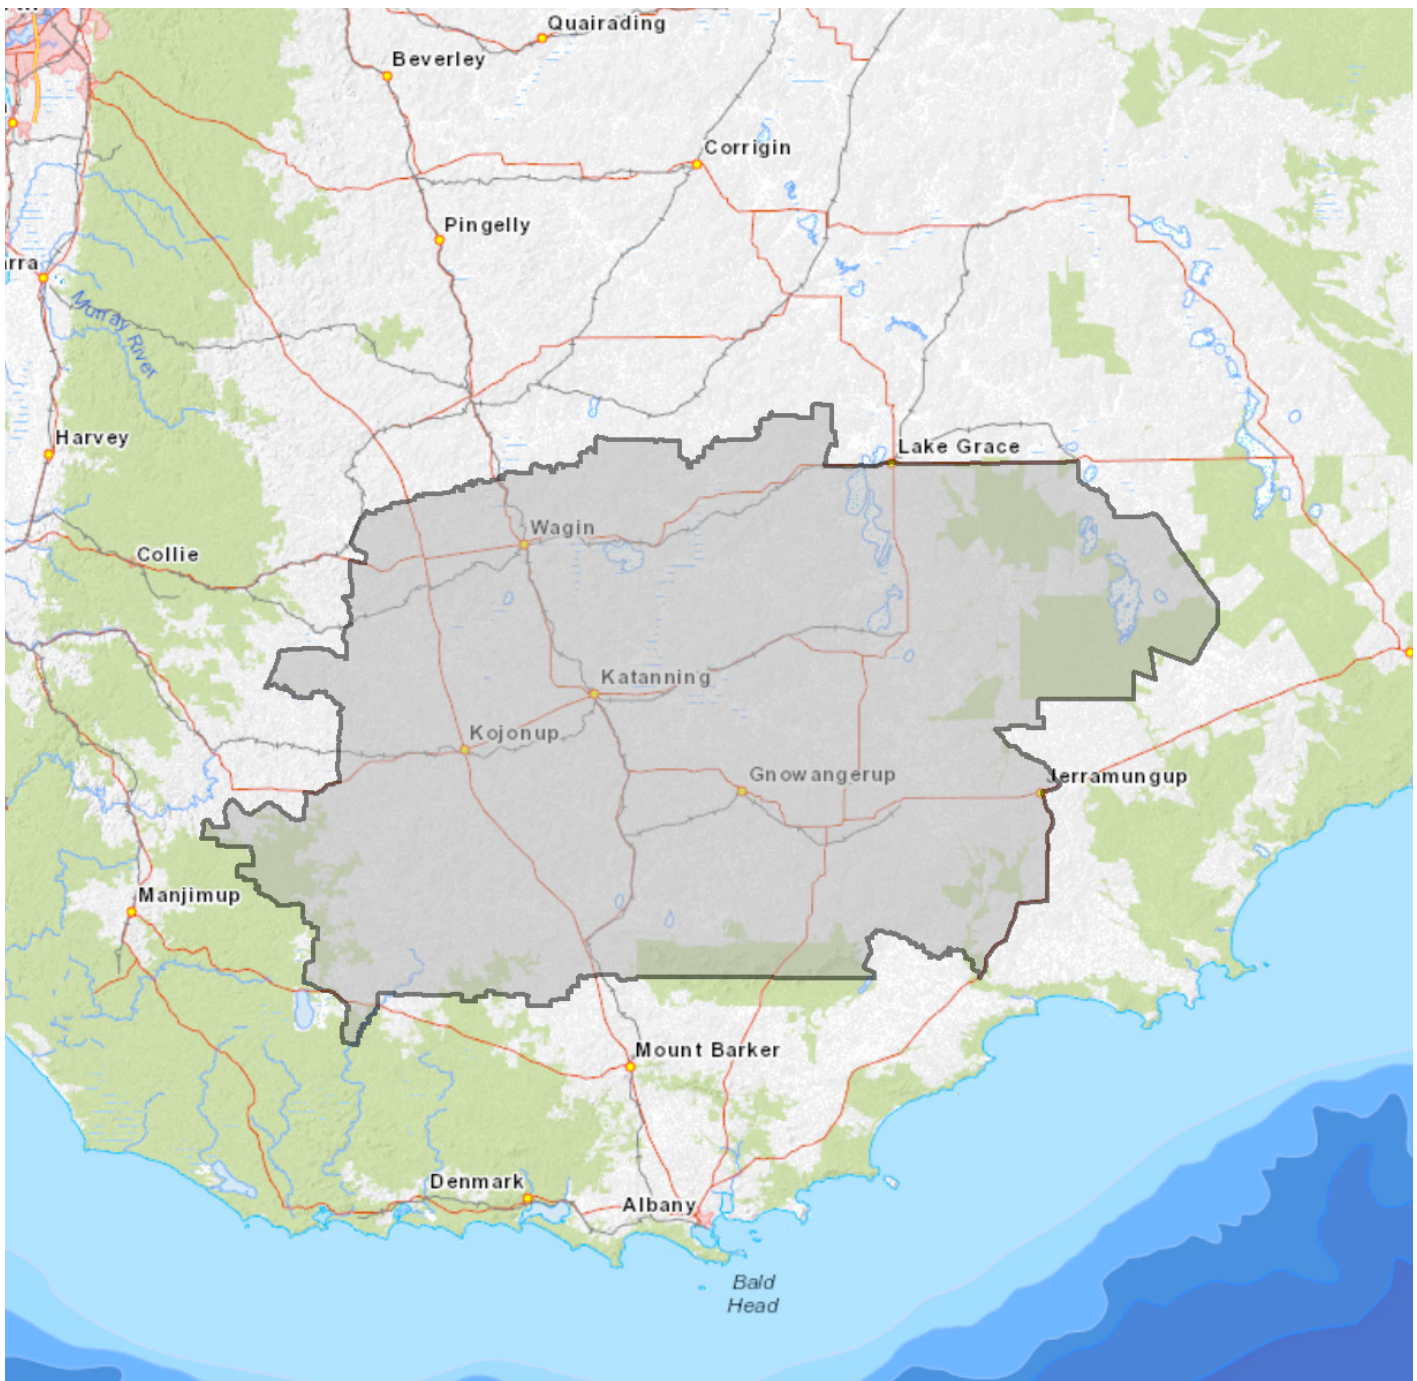 Quairading
Beverley
Corrigin
Pingelly
Murray River
Harvey
Lake Grace
Wagin
Collie
Katanning
Kojonup
Gnowangerup
Jerramungup
Manjimup
Mount Barker
Denmark
Albany
Bald
Head